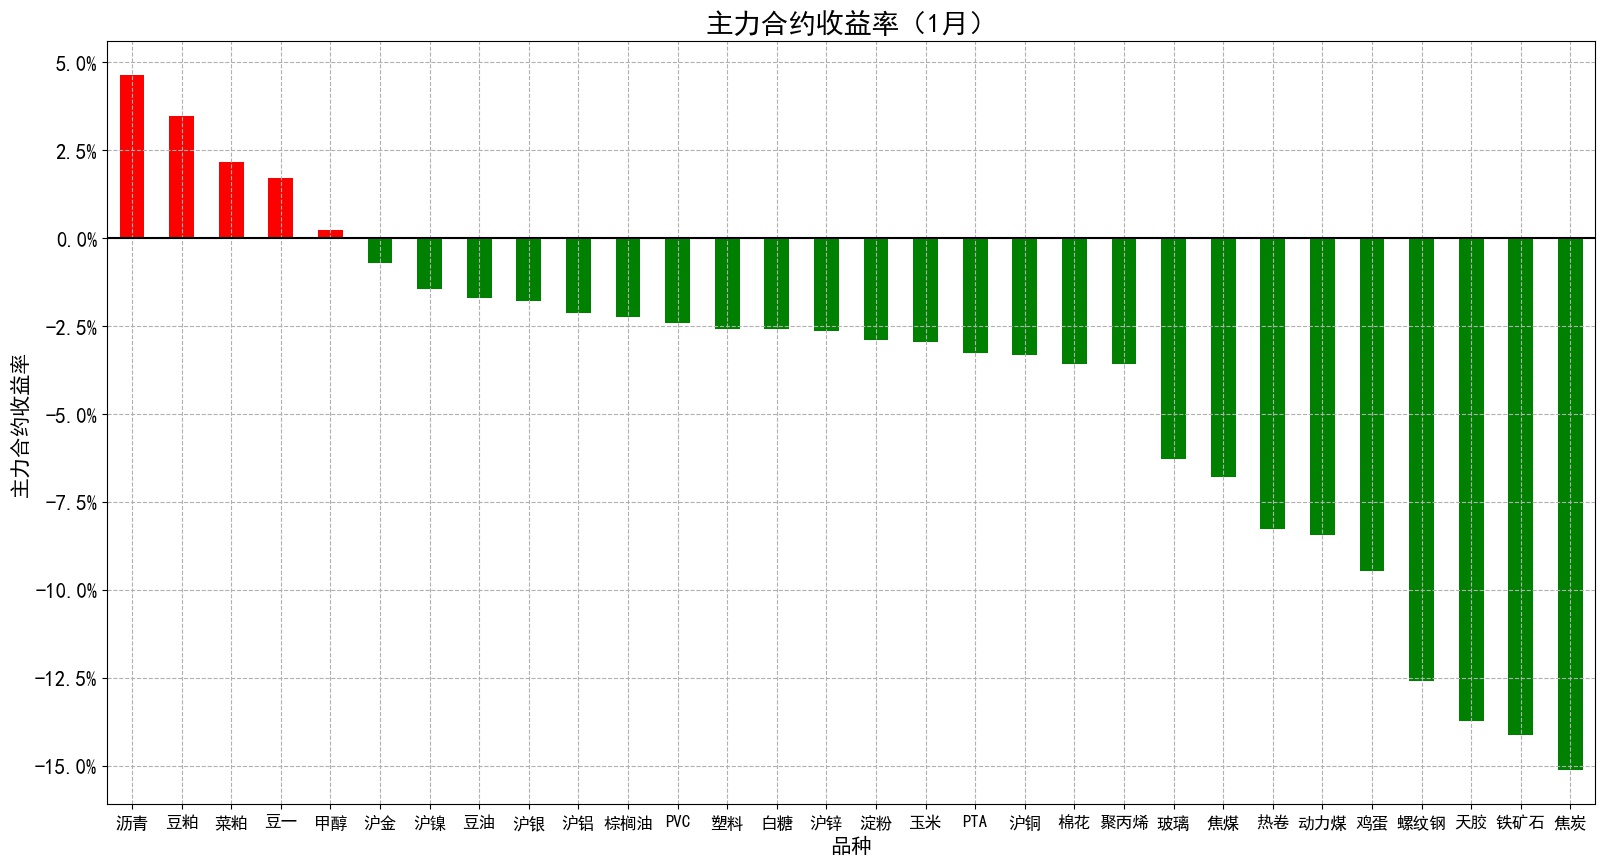 主力合约收益率（1月）
5.0%
2.5%
0.0%
−2.5%
−5.0%
−7.5%
−10.0%
−12.5%
−15.0%
主力合约收益率
沥青 豆粕 菜粕 豆一 甲醇 沪金 沪镍 豆油 沪银 沪铝 棕榈油 PVC 塑料 白糖 沪锌 淀粉 玉米 PTA 沪铜 棉花 聚丙烯 玻璃 焦煤 热卷 动力煤 鸡蛋 螺纹钢 天胶 铁矿石 焦炭
品种